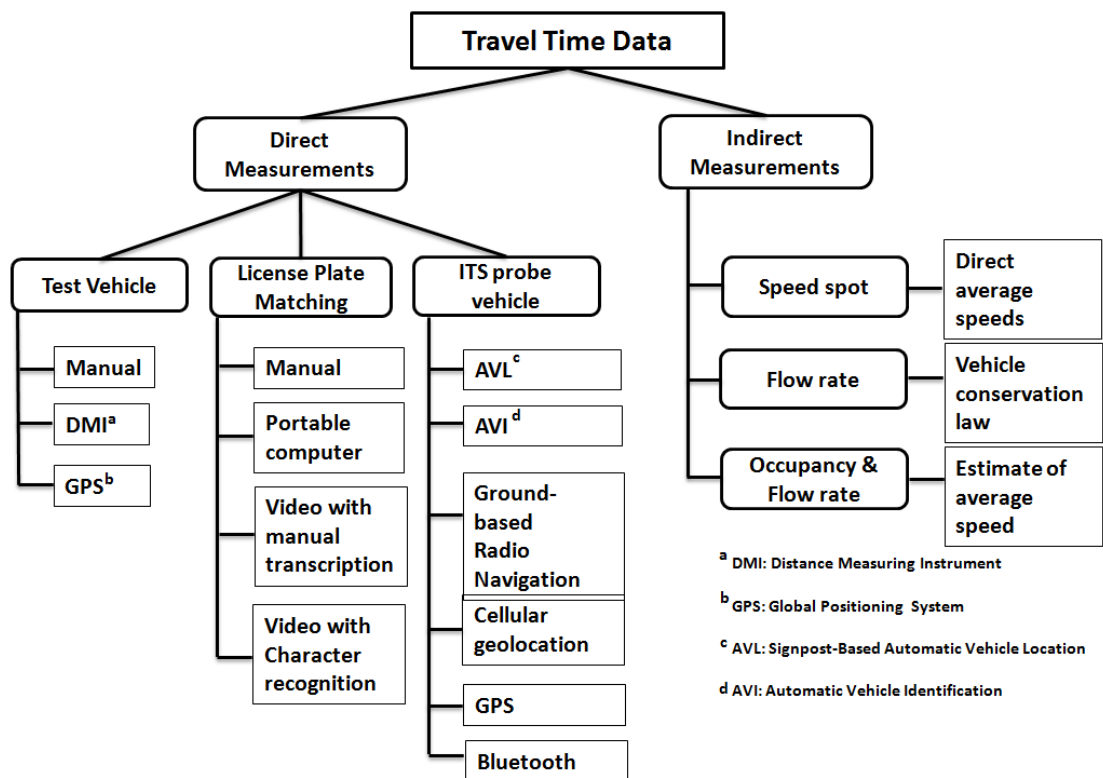 Travel Time Data
Direct
Measurements
Indirect
Measurements
Test Vehicle
Manual
DMIᵃ
GPSᵇ
License Plate
Matching
Manual
Portable
computer
Video with
manual
transcription
Video with
Character
recognition
ITS probe
vehicle
AVLᶜ
AVI ᵈ
Ground-
based
Radio
Navigation
Cellular
geolocation
GPS
Bluetooth
Speed spot
Direct
average
speeds
Flow rate
Vehicle
conservation
law
Occupancy &
Flow rate
Estimate of
average
speed
ᵃ DMI: Distance Measuring Instrument
ᵇ GPS: Global Positioning System
ᶜ AVL: Signpost-Based Automatic Vehicle Location
ᵈ AVI: Automatic Vehicle Identification